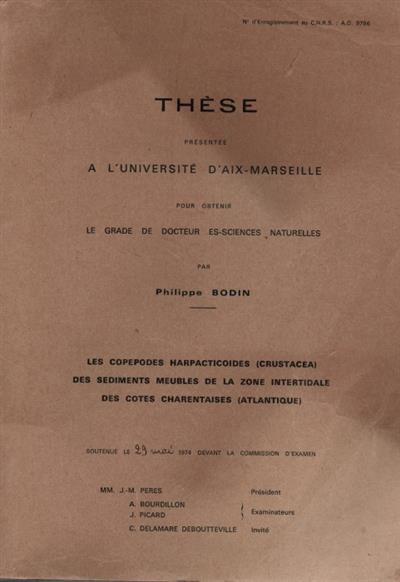 N° d'Enregistrement au C.N.R.S. : A.O. 9786
THÈSE
PRÉSENTÉE
A L'UNIVERSITÉ D'AIX-MARSEILLE
POUR OBTENIR
LE GRADE DE DOCTEUR ES-SCIENCES NATURELLES
PAR
Philippe BODIN
LES COPEPODES HARPACTICOIDES (CRUSTACEA)
DES SEDIMENTS MEUBLES DE LA ZONE INTERTIDALE
DES COTES CHARENTAISES (ATLANTIQUE)
SOUTENUE LE 29 mai 1974 DEVANT LA COMMISSION D'EXAMEN
MM. J.-M. PERES Président
A. BOURDILLON
J. PICARD Examinateurs
C. DELAMARE DEBOUTTEVILLE Invité